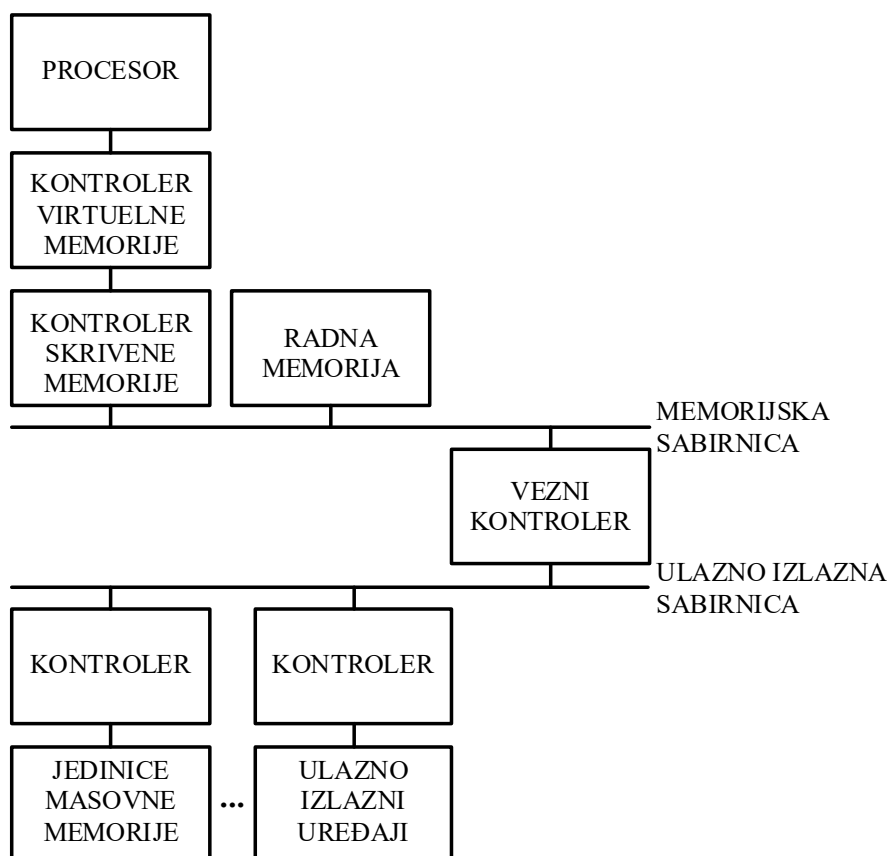 PROCESOR
KONTROLER
VIRTUELNE
MEMORIJE
KONTROLER
SKRIVENE
MEMORIJE
RADNA
MEMORIJA
MEMORIJSKA
SABIRNICA
VEZNI
KONTROLER
ULAZNO IZLAZNA
SABIRNICA
KONTROLER
KONTROLER
JEDINICE
MASOVNE
MEMORIJE
...
ULAZNO
IZLAZNI
UREĐAJI